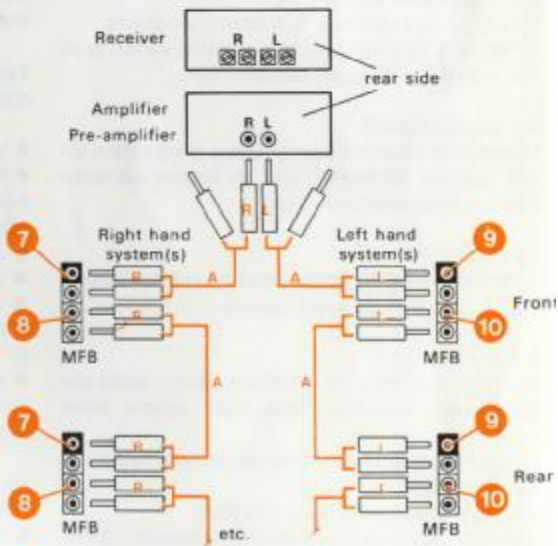 Receiver
R L
rear side
Amplifier
Pre-amplifier
R L
R L
Right hand
system(s)
Left hand
system(s)
7
R
A
A
L
9
8
R
L
10
Front
MFB
MFB
A
A
7
R
L
9
8
R
L
10
Rear
MFB
MFB
etc.